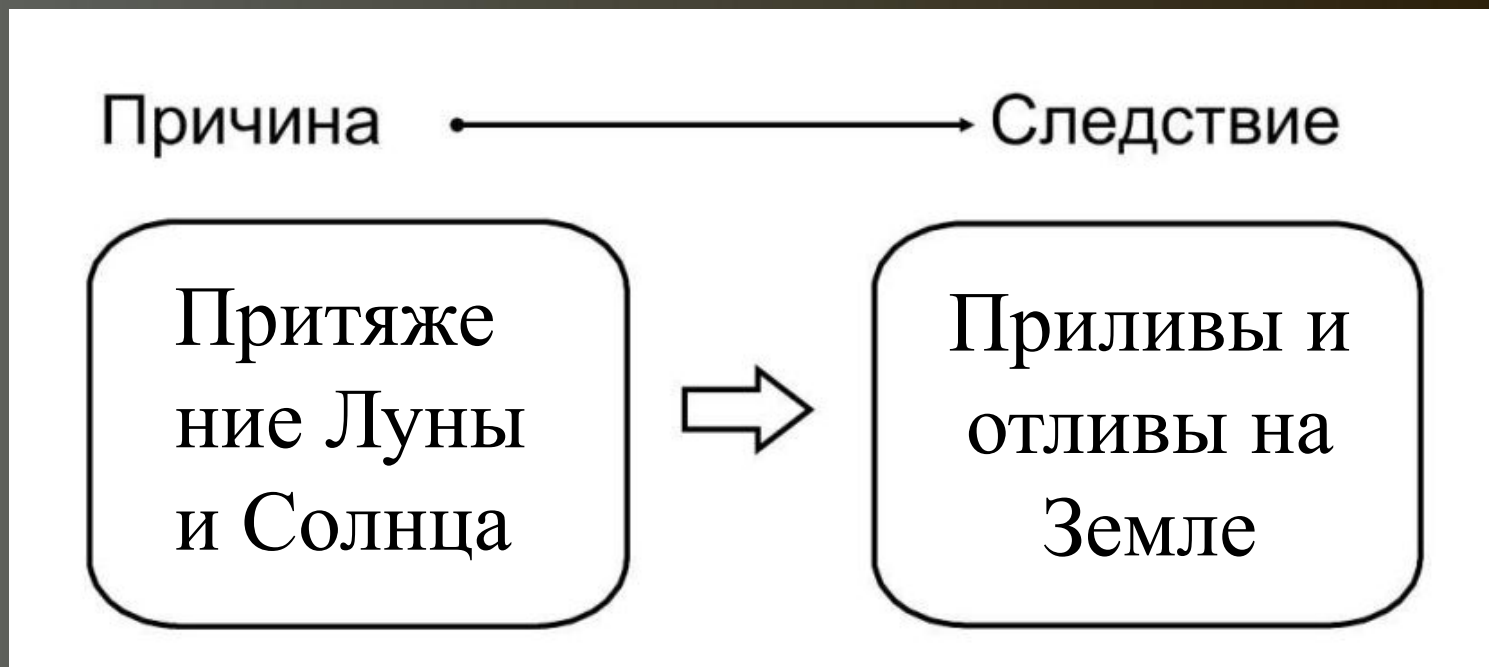 Причина
Следствие
Притяже
ние Луны
и Солнца
Приливы и
отливы на
Земле